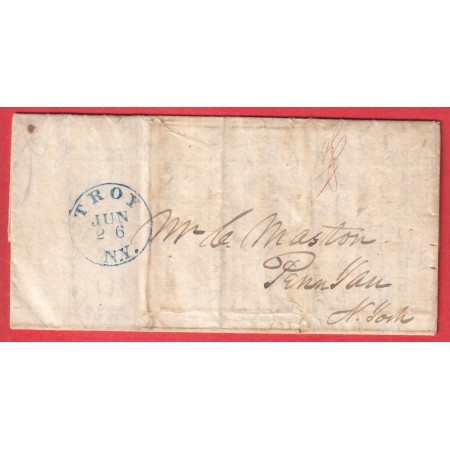 TROY
JUN
26
N.Y.
Mr C. Maston
Penn Yan
N. York